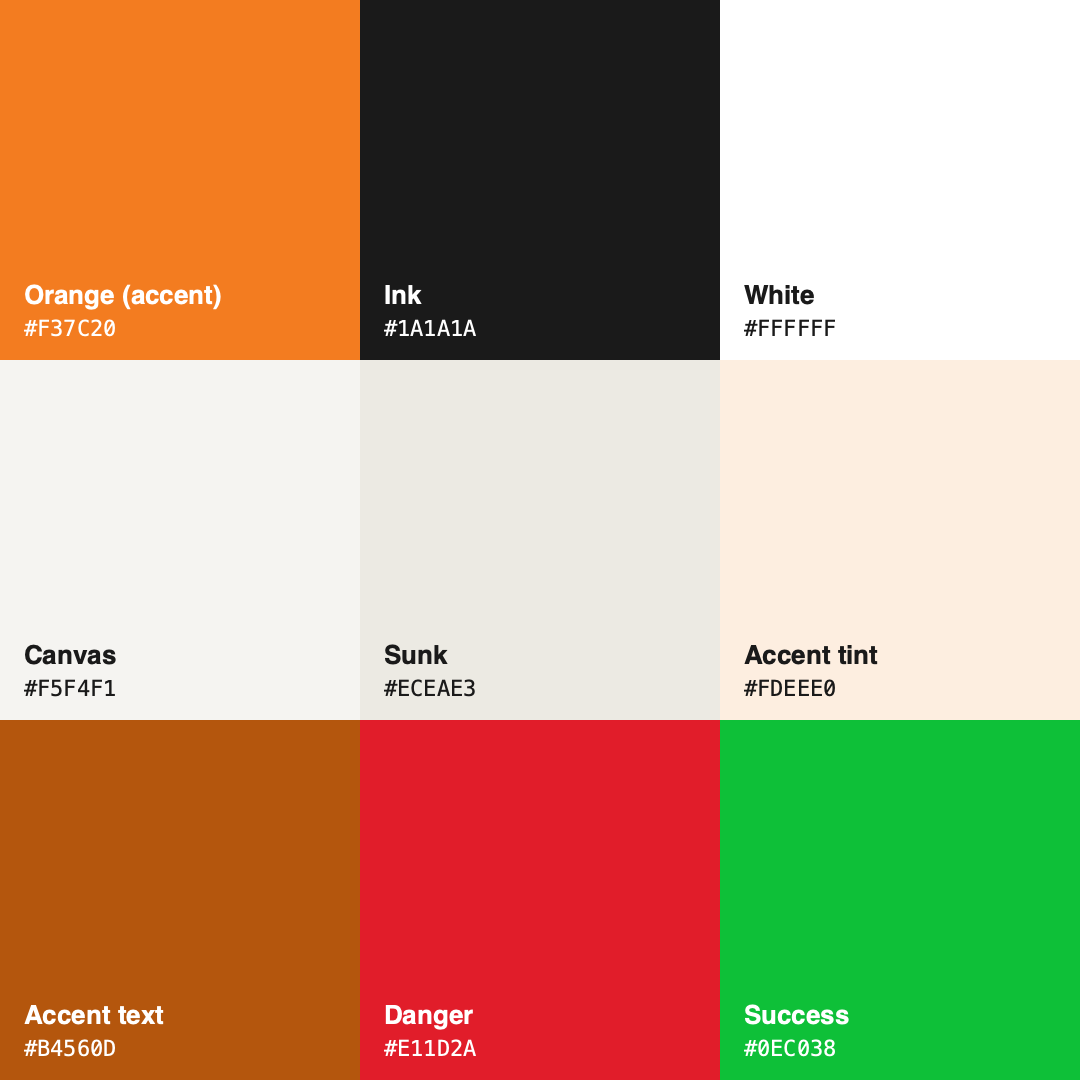 Orange (accent)
#F37C20
Ink
#1A1A1A
White
#FFFFFF
Canvas
#F5F4F1
Sunk
#ECEAE3
Accent tint
#FDEEE0
Accent text
#B4560D
Danger
#E11D2A
Success
#0EC038